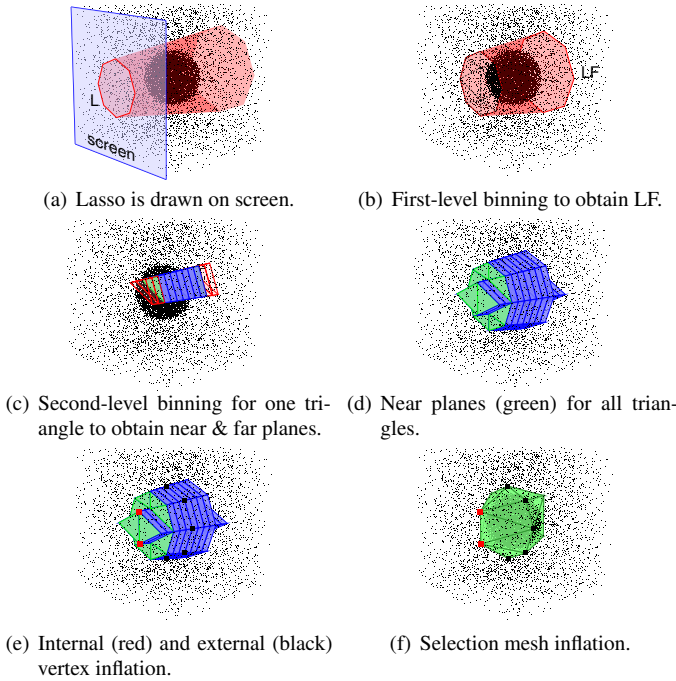 L
screen
LF
(a) Lasso is drawn on screen.
(b) First-level binning to obtain LF.
(c) Second-level binning for one tri-
angle to obtain near & far planes.
(d) Near planes (green) for all trian-
gles.
(e) Internal (red) and external (black)
vertex inflation.
(f) Selection mesh inflation.